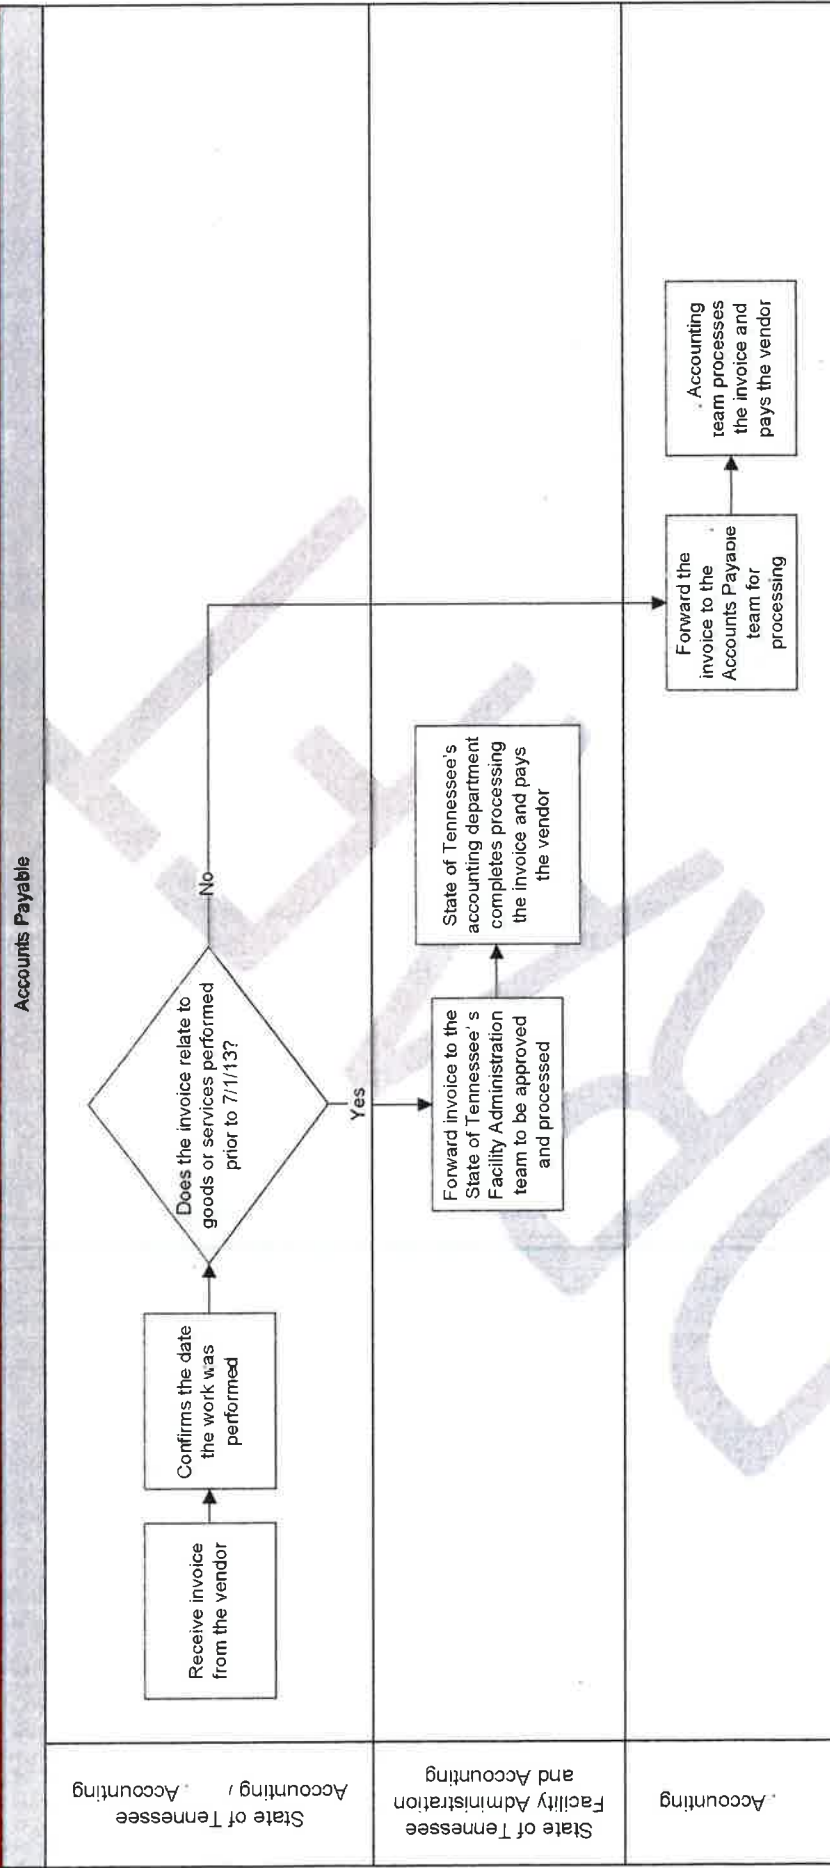 Accounts Payable
State of Tennessee
Accounting / . Accounting
Receive invoice
from the vendor
Confirms the date
the work was
performed
Does the invoice relate to
goods or services performed
prior to 7/1/13?
No
Yes
State of Tennessee
Facility Administration
and Accounting
Forward invoice to the
State of Tennessee's
Facility Administration
team to be approved
and processed
State of Tennessee's
accounting department
completes processing
the invoice and pays
the vendor
. Accounting
Forward the
invoice to the
Accounts Payable
team for
processing
. Accounting
team processes
the invoice and
pays the vendor